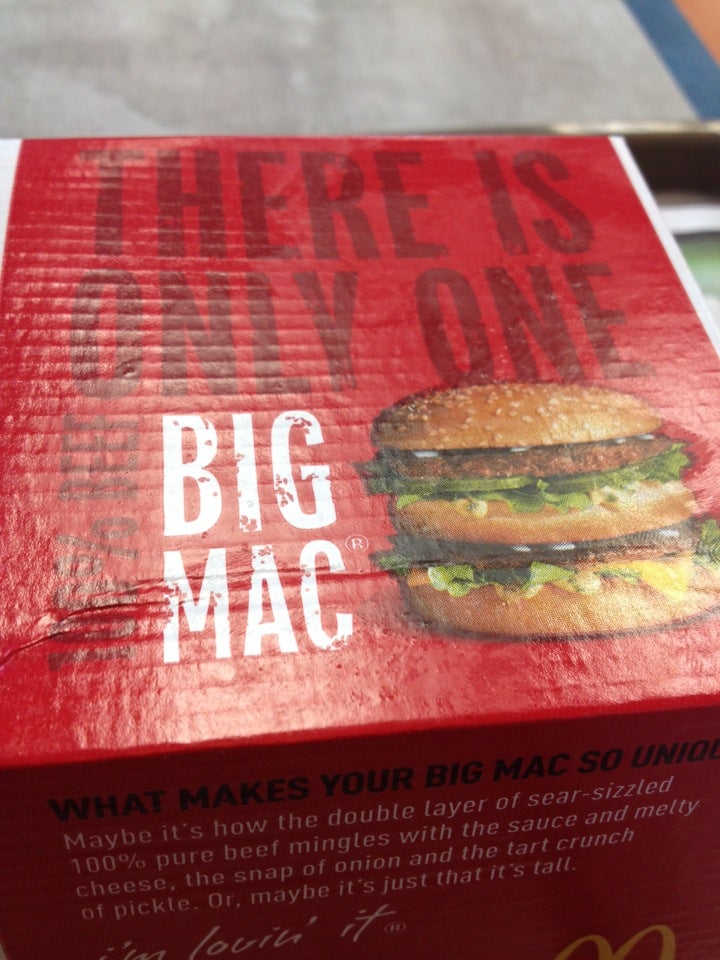 THERE IS
ONLY ONE
100% BEEF
BIG
MAC®
WHAT MAKES YOUR BIG MAC SO UNIQU
Maybe it's how the double layer of sear-sizzled
100% pure beef mingles with the sauce and melty
cheese, the snap of onion and the tart crunch
of pickle. Or, maybe it's just that it's tall.
i'm lovin' it®